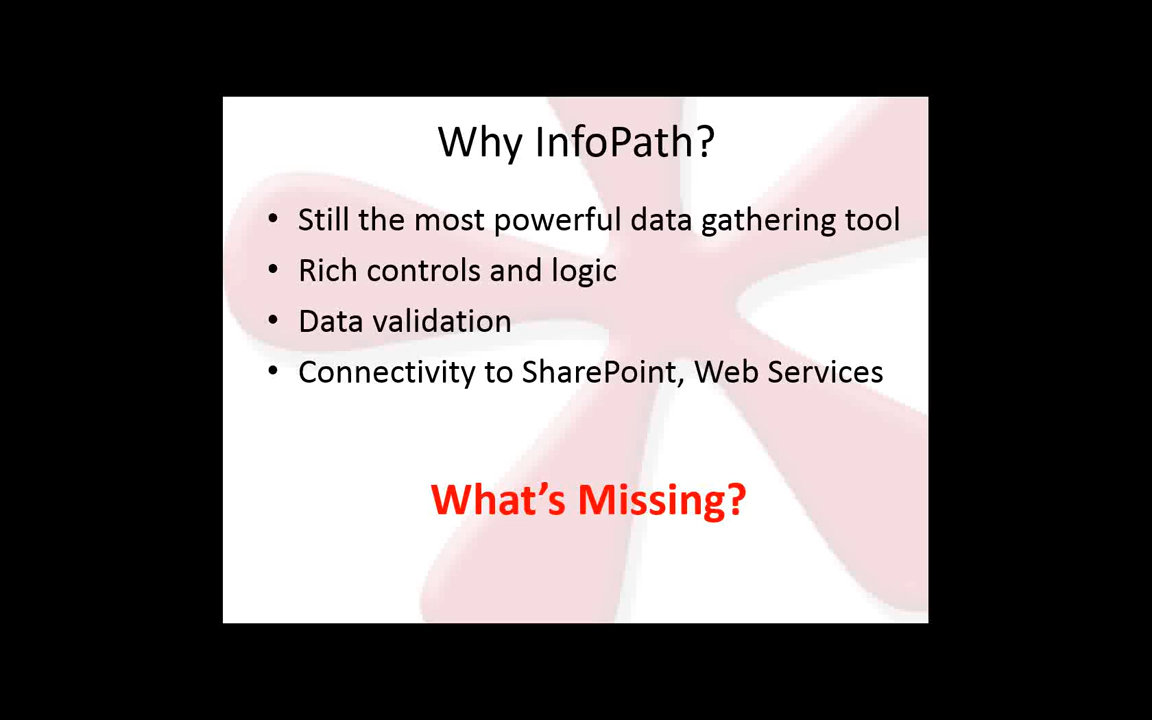 Why InfoPath?
• Still the most powerful data gathering tool
• Rich controls and logic
• Data validation
• Connectivity to SharePoint, Web Services
What’s Missing?